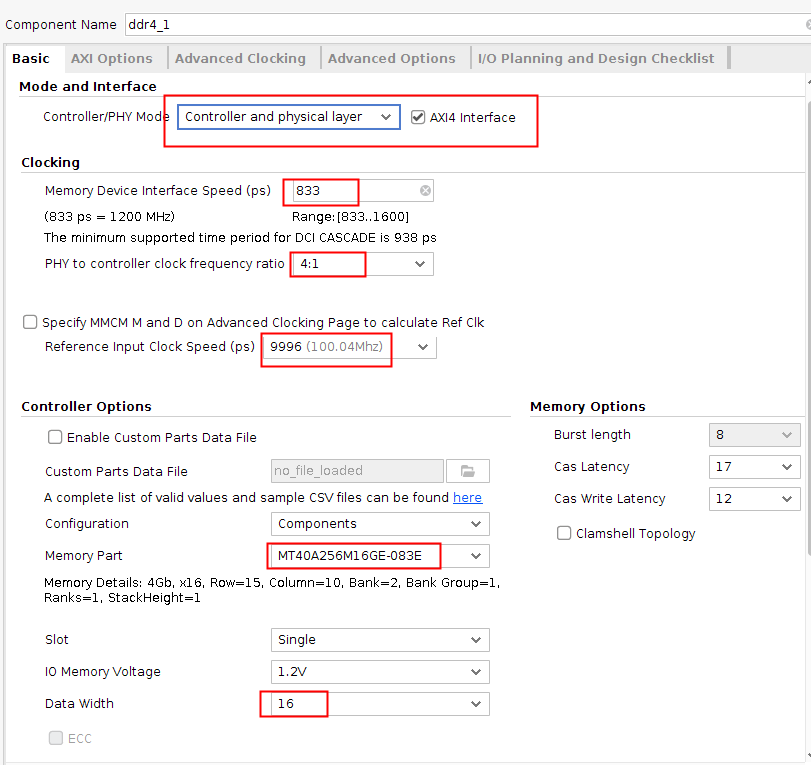 Component Name ddr4_1
Basic AXI Options Advanced Clocking Advanced Options I/O Planning and Design Checklist
Mode and Interface
Controller/PHY Mode Controller and physical layer AXI4 Interface
Clocking
Memory Device Interface Speed (ps) 833
(833 ps = 1200 MHz) Range:[833..1600]
The minimum supported time period for DCI CASCADE is 938 ps
PHY to controller clock frequency ratio 4:1
Specify MMCM M and D on Advanced Clocking Page to calculate Ref Clk
Reference Input Clock Speed (ps) 9996 (100.04Mhz)
Controller Options
Enable Custom Parts Data File
Custom Parts Data File no_file_loaded
A complete list of valid values and sample CSV files can be found here
Configuration Components
Memory Part MT40A256M16GE-083E
Memory Details: 4Gb, x16, Row=15, Column=10, Bank=2, Bank Group=1,
Ranks=1, StackHeight=1
Slot Single
IO Memory Voltage 1.2V
Data Width 16
ECC
Memory Options
Burst length 8
Cas Latency 17
Cas Write Latency 12
Clamshell Topology